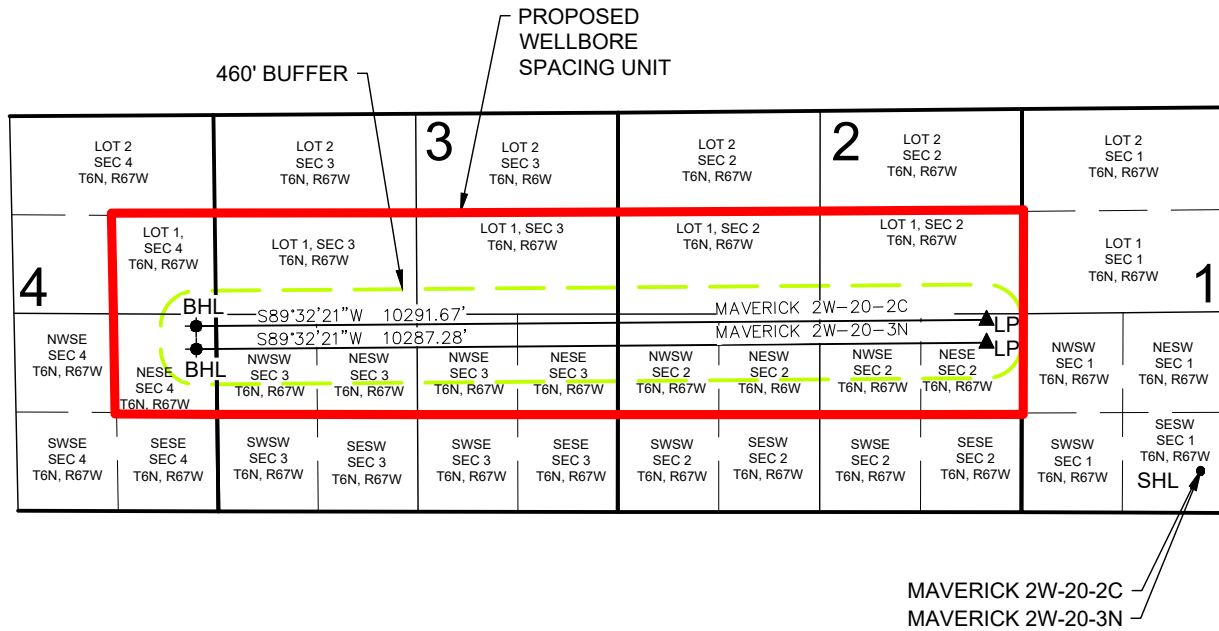 PROPOSED
WELLBORE
SPACING UNIT
460' BUFFER
LOT 2
SEC 4
T6N, R67W
LOT 2
SEC 3
T6N, R67W
3
LOT 2
SEC 3
T6N, R6W
LOT 2
SEC 2
T6N, R67W
2
LOT 2
SEC 2
T6N, R67W
LOT 2
SEC 1
T6N, R67W
4
LOT 1,
SEC 4
T6N, R67W
LOT 1, SEC 3
T6N, R67W
LOT 1, SEC 3
T6N, R67W
LOT 1, SEC 2
T6N, R67W
LOT 1, SEC 2
T6N, R67W
LOT 1
SEC 1
T6N, R67W
1
BHL
S89°32'21"W 10291.67'
MAVERICK 2W-20-2C
LP
S89°32'21"W 10287.28'
MAVERICK 2W-20-3N
LP
BHL
NWSE
SEC 4
T6N, R67W
NESE
SEC 4
T6N, R67W
NWSW
SEC 3
T6N, R67W
NESW
SEC 3
T6N, R67W
NWSE
SEC 3
T6N, R67W
NESE
SEC 3
T6N, R67W
NWSW
SEC 2
T6N, R67W
NESW
SEC 2
T6N, R6W
NWSE
SEC 2
T6N, R67W
NESE
SEC 2
T6N, R67W
NWSW
SEC 1
T6N, R67W
NESW
SEC 1
T6N, R67W
SWSE
SEC 4
T6N, R67W
SESE
SEC 4
T6N, R67W
SWSW
SEC 3
T6N, R67W
SESW
SEC 3
T6N, R67W
SWSE
SEC 3
T6N, R67W
SESE
SEC 3
T6N, R67W
SWSW
SEC 2
T6N, R67W
SESW
SEC 2
T6N, R67W
SWSE
SEC 2
T6N, R67W
SESE
SEC 2
T6N, R67W
SWSW
SEC 1
T6N, R67W
SESW
SEC 1
T6N, R67W
SHL
MAVERICK 2W-20-2C
MAVERICK 2W-20-3N